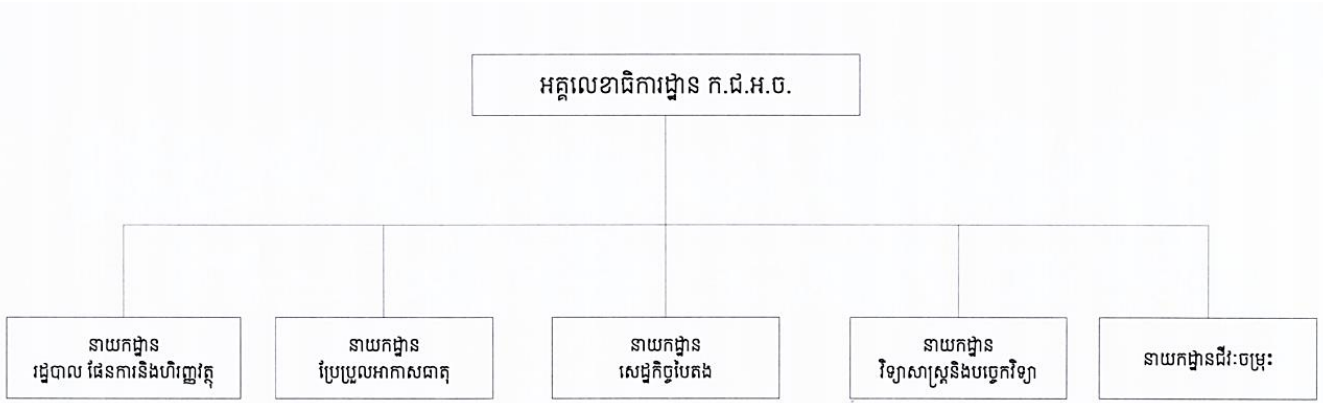 អគ្គលេខាធិការដ្ឋាន ក.ជ.អ.ច.
នាយកដ្ឋាន
រដ្ឋបាល ផែនការនិងហិរញ្ញវត្ថុ
នាយកដ្ឋាន
ប្រែប្រួលអាកាសធាតុ
នាយកដ្ឋាន
សេដ្ឋកិច្ចបៃតង
នាយកដ្ឋាន
វិទ្យាសាស្ត្រនិងបច្ចេកវិទ្យា
នាយកដ្ឋានជីវៈចម្រុះ